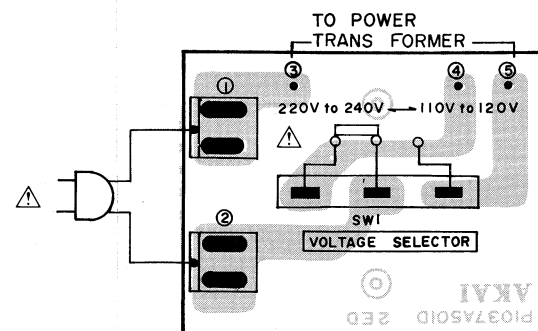 TO POWER
TRANS FORMER
③ ④ ⑤
①
220V to 240V ←→ 110V to 120V
②
SW1
VOLTAGE SELECTOR
AKAI
P1037A501D 2ED